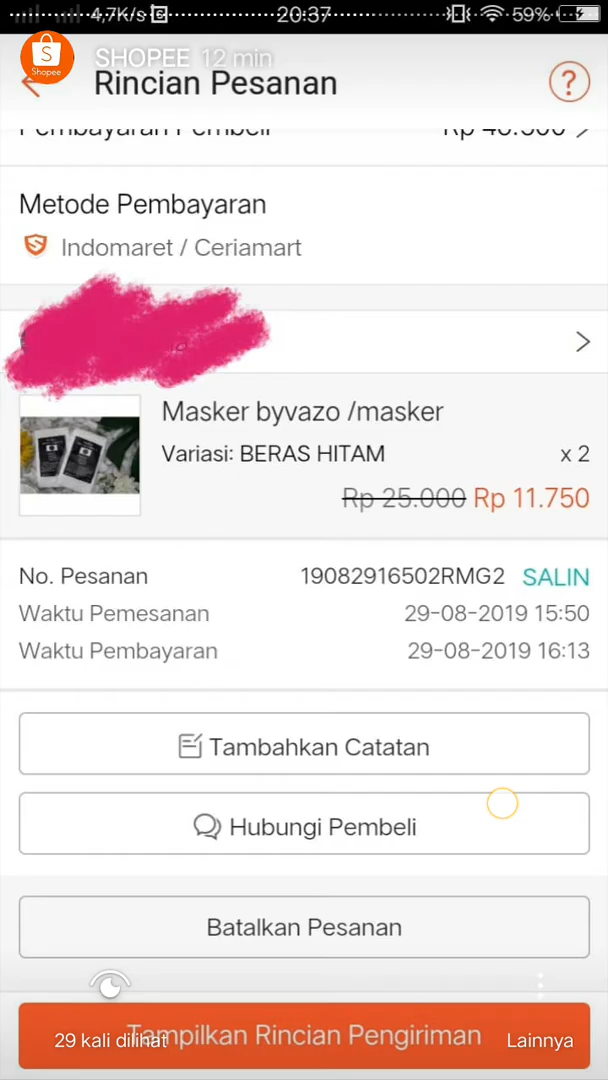 4,7K/s 20:37 59%
SHOPEE 12 min
Shopee
Rincian Pesanan
?
Pembayaran Pembeli
Metode Pembayaran
Indomaret / Ceriamart
Masker byvazo /masker
Variasi: BERAS HITAM x 2
Rp 25.000 Rp 11.750
No. Pesanan 19082916502RMG2 SALIN
Waktu Pemesanan 29-08-2019 15:50
Waktu Pembayaran 29-08-2019 16:13
Tambahkan Catatan
Hubungi Pembeli
Batalkan Pesanan
Tampilkan Rincian Pengiriman
29 kali dilihat Lainnya